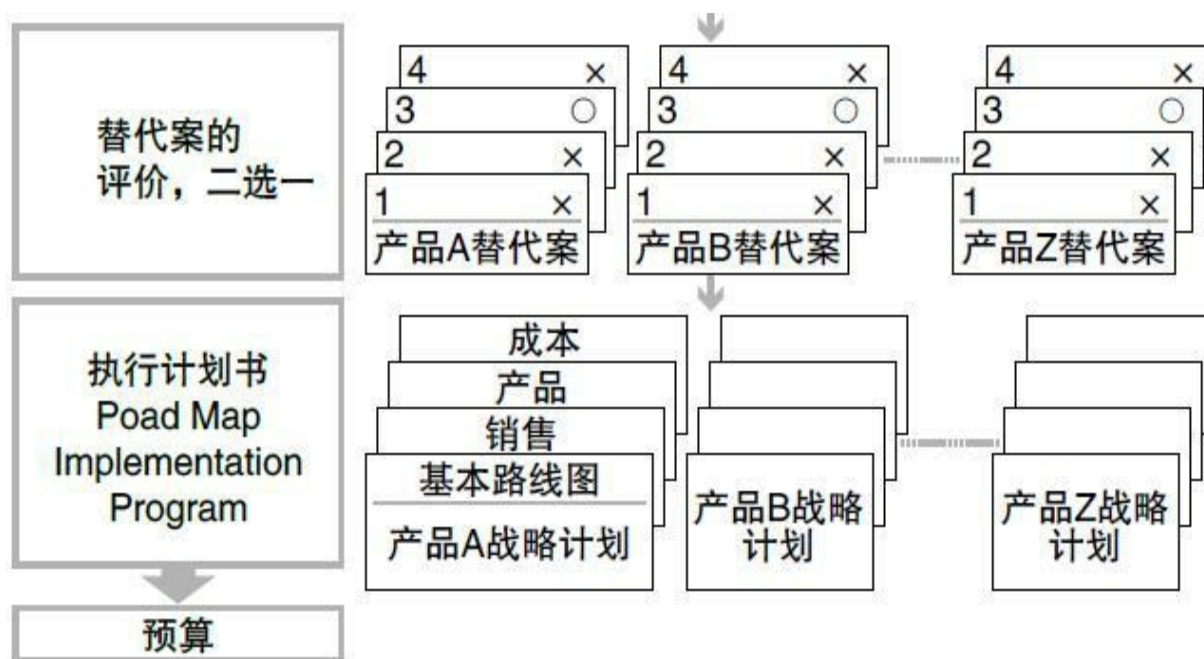 替代案的
评价，二选一
4 ×
3 ○
2 ×
1 ×
产品A替代案
4 ×
3 ○
2 ×
1 ×
产品B替代案
4 ×
3 ○
2 ×
1 ×
产品Z替代案
执行计划书
Poad Map
Implementation
Program
成本
产品
销售
基本路线图
产品A战略计划
产品B战略
计划
产品Z战略
计划
预算